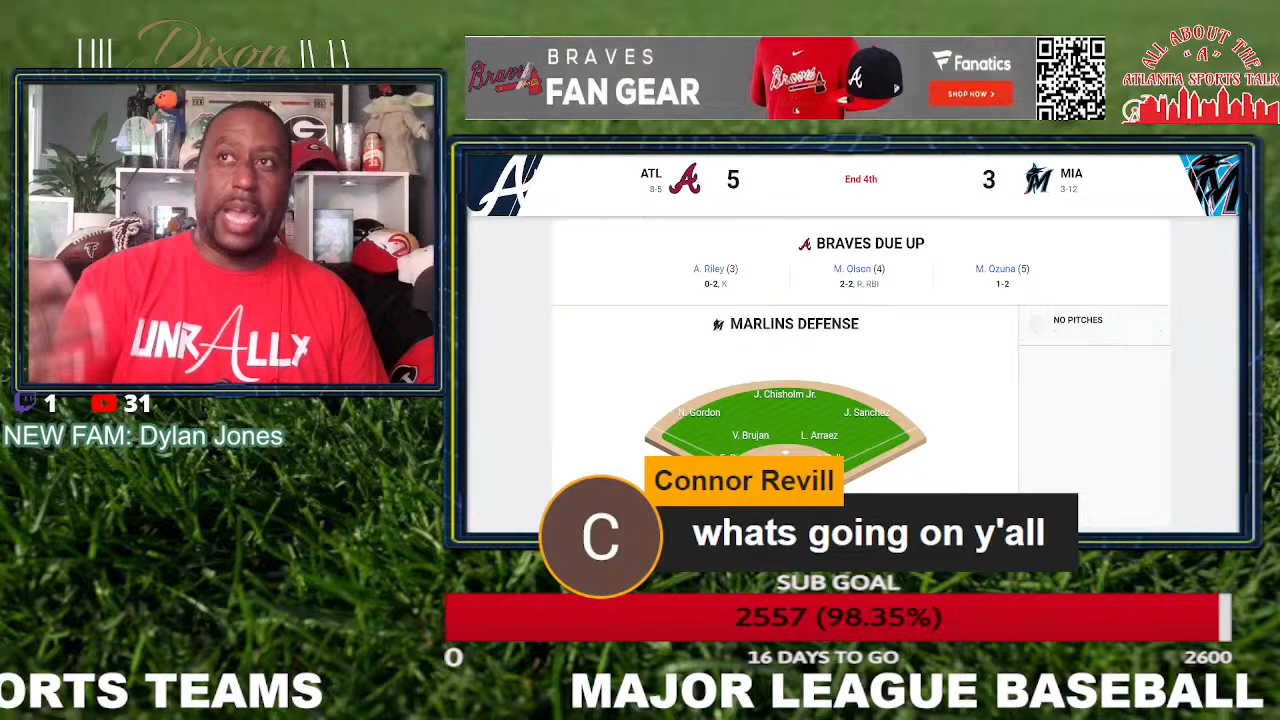 Dixon
BRAVES
FAN GEAR
Braves
Braves
Fanatics
SHOP NOW >
ALL ABOUT THE
"A"
ATLANTA SPORTS TALK
G
UNRALLY
ATL
8-5
5
End 4th
3
MIA
3-12
BRAVES DUE UP
A. Riley (3)
M. Olson (4)
M. Ozuna (5)
0-2, K
2-2, R, RBI
1-2
MARLINS DEFENSE
NO PITCHES
J. Chisholm Jr.
N. Gordon
J. Sanchez
V. Brujan
L. Arraez
1
31
NEW FAM: Dylan Jones
Connor Revill
C
whats going on y'all
SUB GOAL
2557 (98.35%)
0
16 DAYS TO GO
2600
ORTS TEAMS
MAJOR LEAGUE BASEBALL